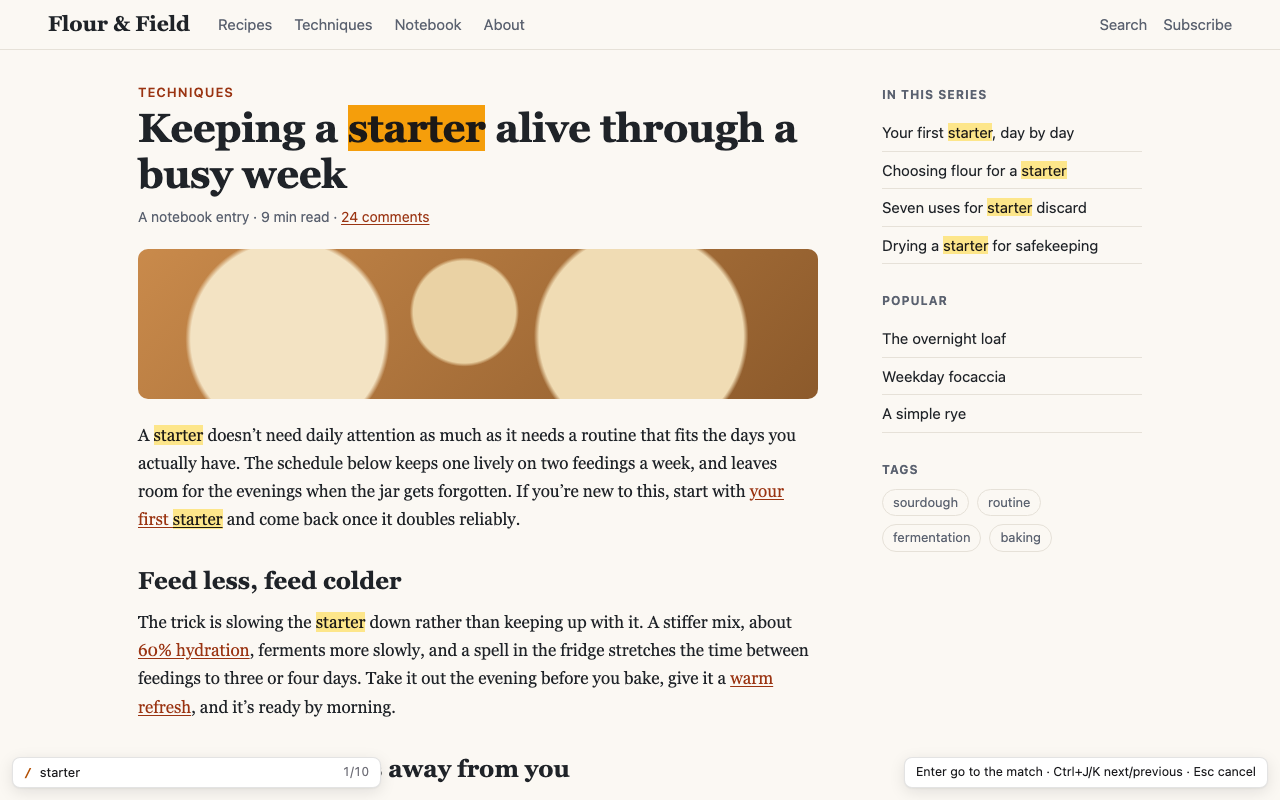 Flour & Field
Recipes
Techniques
Notebook
About
Search
Subscribe
TECHNIQUES
Keeping a starter alive through a
busy week
A notebook entry · 9 min read · 24 comments
A starter doesn’t need daily attention as much as it needs a routine that fits the days you
actually have. The schedule below keeps one lively on two feedings a week, and leaves
room for the evenings when the jar gets forgotten. If you’re new to this, start with your
first starter and come back once it doubles reliably.
Feed less, feed colder
The trick is slowing the starter down rather than keeping up with it. A stiffer mix, about
60% hydration, ferments more slowly, and a spell in the fridge stretches the time between
feedings to three or four days. Take it out the evening before you bake, give it a warm
refresh, and it’s ready by morning.
away from you
IN THIS SERIES
Your first starter, day by day
Choosing flour for a starter
Seven uses for starter discard
Drying a starter for safekeeping
POPULAR
The overnight loaf
Weekday focaccia
A simple rye
TAGS
sourdough
routine
fermentation
baking
/ starter
1/10
Enter go to the match · Ctrl+J/K next/previous · Esc cancel